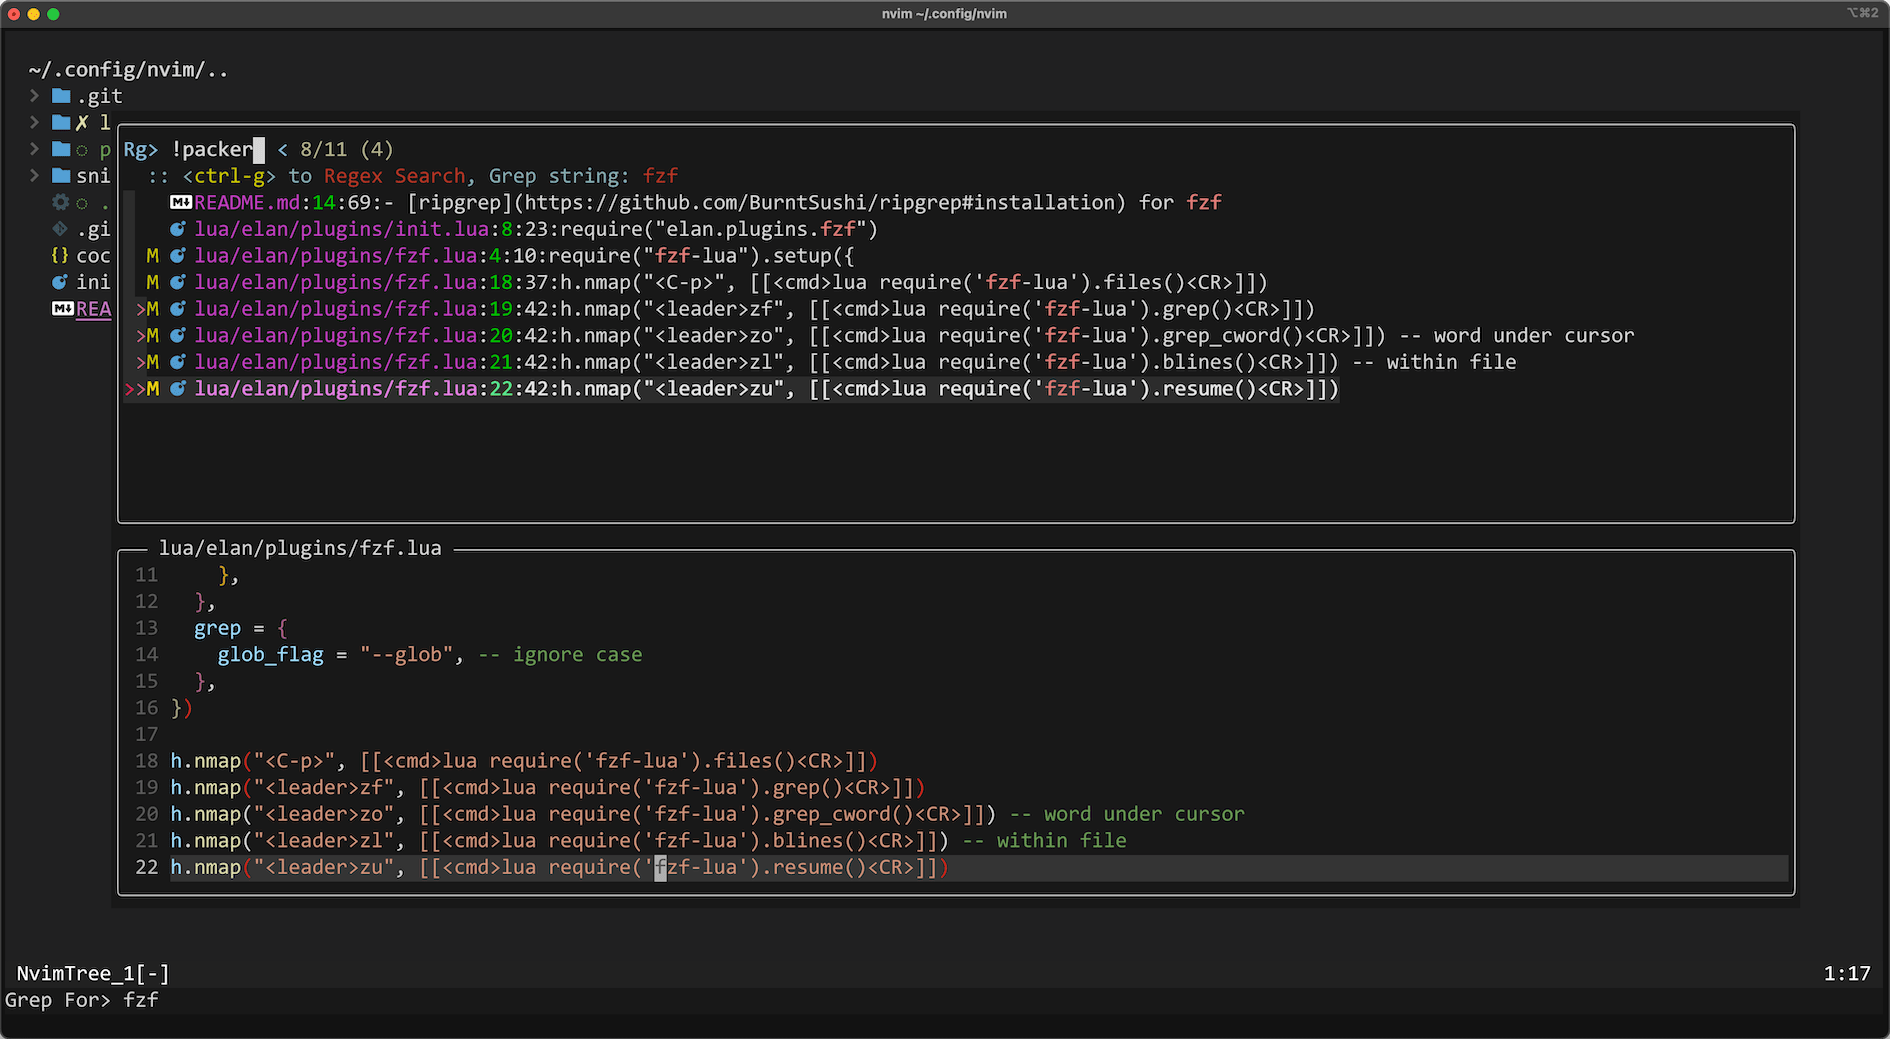 nvim ~/.config/nvim
⌥⌘2
~/.config/nvim/..
> .git
> ✗ l
> p
> sni
.
.gi
{} coc
ini
M↓ REA
Rg> !packer < 8/11 (4)
:: <ctrl-g> to Regex Search, Grep string: fzf
M↓ README.md:14:69:- [ripgrep](https://github.com/BurntSushi/ripgrep#installation) for fzf
lua/elan/plugins/init.lua:8:23:require("elan.plugins.fzf")
M lua/elan/plugins/fzf.lua:4:10:require("fzf-lua").setup({
M lua/elan/plugins/fzf.lua:18:37:h.nmap("<C-p>", [[<cmd>lua require('fzf-lua').files()<CR>]])
>M lua/elan/plugins/fzf.lua:19:42:h.nmap("<leader>zf", [[<cmd>lua require('fzf-lua').grep()<CR>]])
>M lua/elan/plugins/fzf.lua:20:42:h.nmap("<leader>zo", [[<cmd>lua require('fzf-lua').grep_cword()<CR>]]) -- word under cursor
>M lua/elan/plugins/fzf.lua:21:42:h.nmap("<leader>zl", [[<cmd>lua require('fzf-lua').blines()<CR>]]) -- within file
>>M lua/elan/plugins/fzf.lua:22:42:h.nmap("<leader>zu", [[<cmd>lua require('fzf-lua').resume()<CR>]])
lua/elan/plugins/fzf.lua
11 },
12 },
13 grep = {
14 glob_flag = "--glob", -- ignore case
15 },
16 })
17
18 h.nmap("<C-p>", [[<cmd>lua require('fzf-lua').files()<CR>]])
19 h.nmap("<leader>zf", [[<cmd>lua require('fzf-lua').grep()<CR>]])
20 h.nmap("<leader>zo", [[<cmd>lua require('fzf-lua').grep_cword()<CR>]]) -- word under cursor
21 h.nmap("<leader>zl", [[<cmd>lua require('fzf-lua').blines()<CR>]]) -- within file
22 h.nmap("<leader>zu", [[<cmd>lua require('fzf-lua').resume()<CR>]])
NvimTree_1[-] 1:17
Grep For> fzf